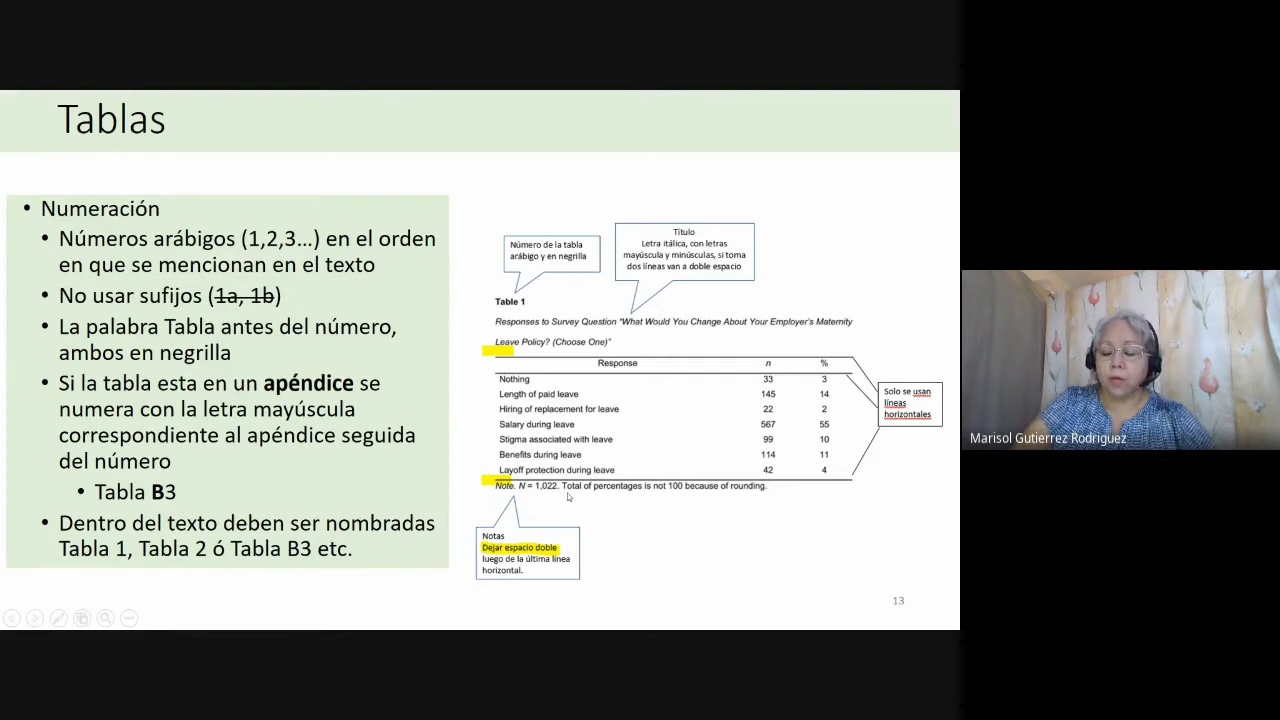 Tablas
• Numeración
• Números arábigos (1,2,3…) en el orden
en que se mencionan en el texto
• No usar sufijos (1a, 1b)
• La palabra Tabla antes del número,
ambos en negrilla
• Si la tabla esta en un apéndice se
numera con la letra mayúscula
correspondiente al apéndice seguida
del número
• Tabla B3
• Dentro del texto deben ser nombradas
Tabla 1, Tabla 2 ó Tabla B3 etc.
Número de la tabla
arábigo y en negrilla
Título
Letra itálica, con letras
mayúscula y minúsculas, si toma
dos líneas van a doble espacio
Table 1
Responses to Survey Question "What Would You Change About Your Employer's Maternity
Leave Policy? (Choose One)"
Response n %
Nothing 33 3
Length of paid leave 145 14
Hiring of replacement for leave 22 2
Salary during leave 567 55
Stigma associated with leave 99 10
Benefits during leave 114 11
Layoff protection during leave 42 4
Note. N = 1,022. Total of percentages is not 100 because of rounding.
Solo se usan
líneas
horizontales
Notas
Dejar espacio doble
luego de la última línea
horizontal.
13
Marisol Gutierrez Rodriguez